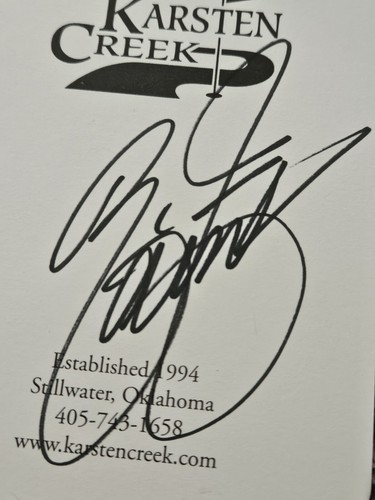 KARSTEN
CREEK
Established 1994
Stillwater, Oklahoma
405-743-1658
www.karstencreek.com